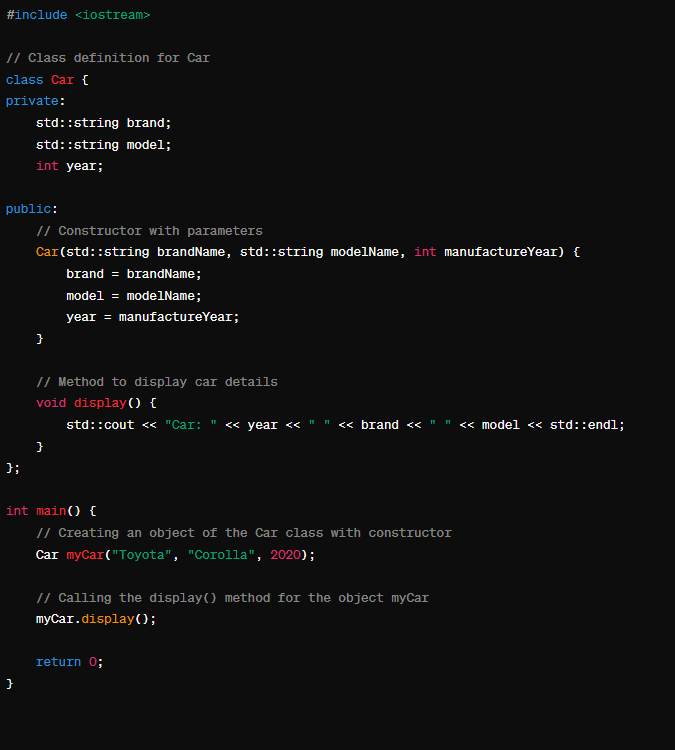 #include <iostream>
// Class definition for Car
class Car {
private:
    std::string brand;
    std::string model;
    int year;
public:
    // Constructor with parameters
    Car(std::string brandName, std::string modelName, int manufactureYear) {
        brand = brandName;
        model = modelName;
        year = manufactureYear;
    }
    // Method to display car details
    void display() {
        std::cout << "Car: " << year << " " << brand << " " << model << std::endl;
    }
};
int main() {
    // Creating an object of the Car class with constructor
    Car myCar("Toyota", "Corolla", 2020);
    // Calling the display() method for the object myCar
    myCar.display();
    return 0;
}